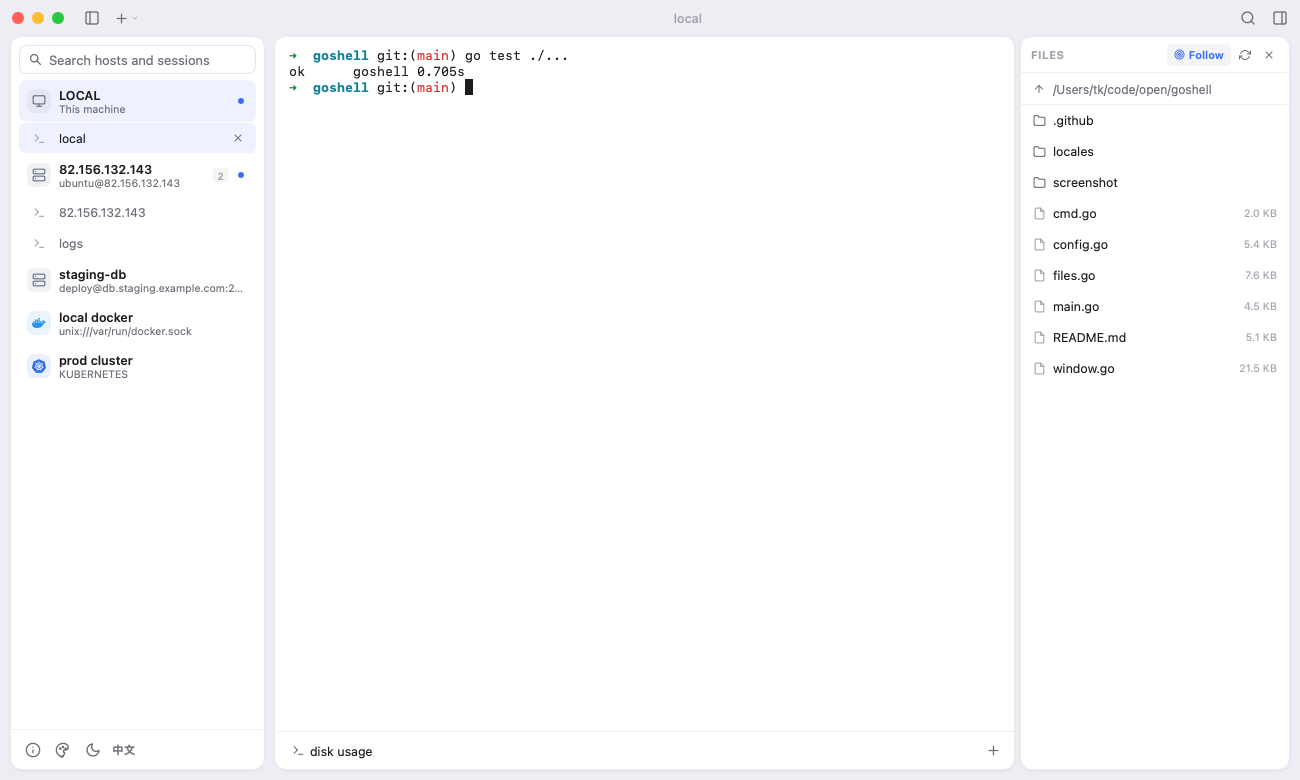 local
Search hosts and sessions
LOCAL
This machine
local
82.156.132.143
ubuntu@82.156.132.143
2
82.156.132.143
logs
staging-db
deploy@db.staging.example.com:2...
local docker
unix:///var/run/docker.sock
prod cluster
KUBERNETES
中文
➜ goshell git:(main) go test ./...
ok goshell 0.705s
➜ goshell git:(main)
disk usage
FILES
Follow
/Users/tk/code/open/goshell
.github
locales
screenshot
cmd.go 2.0 KB
config.go 5.4 KB
files.go 7.6 KB
main.go 4.5 KB
README.md 5.1 KB
window.go 21.5 KB